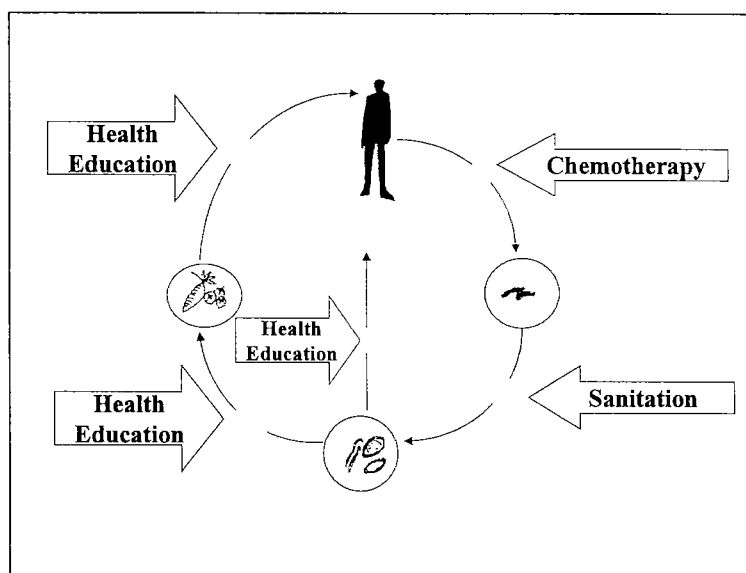 Health
Education
Chemotherapy
Health
Education
Health
Education
Sanitation